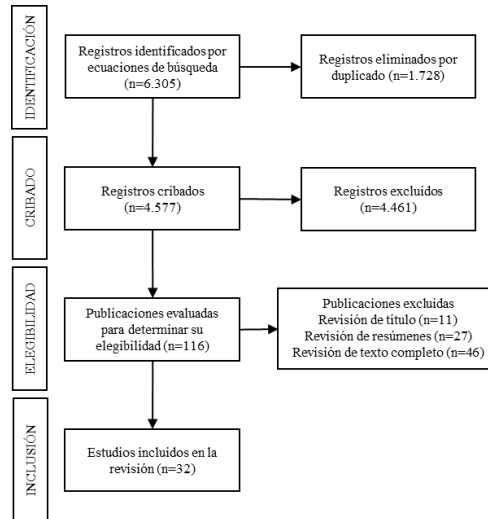 IDENTIFICACIÓN
Registros identificados por
ecuaciones de búsqueda
(n=6.305)
Registros eliminados por
duplicado (n=1.728)
CRIBADO
Registros cribados
(n=4.577)
Registros excluidos
(n=4.461)
ELEGIBILIDAD
Publicaciones evaluadas
para determinar su
elegibilidad (n=116)
Publicaciones excluidas
Revisión de título (n=11)
Revisión de resúmenes (n=27)
Revisión de texto completo (n=46)
INCLUSIÓN
Estudios incluidos en la
revisión (n=32)